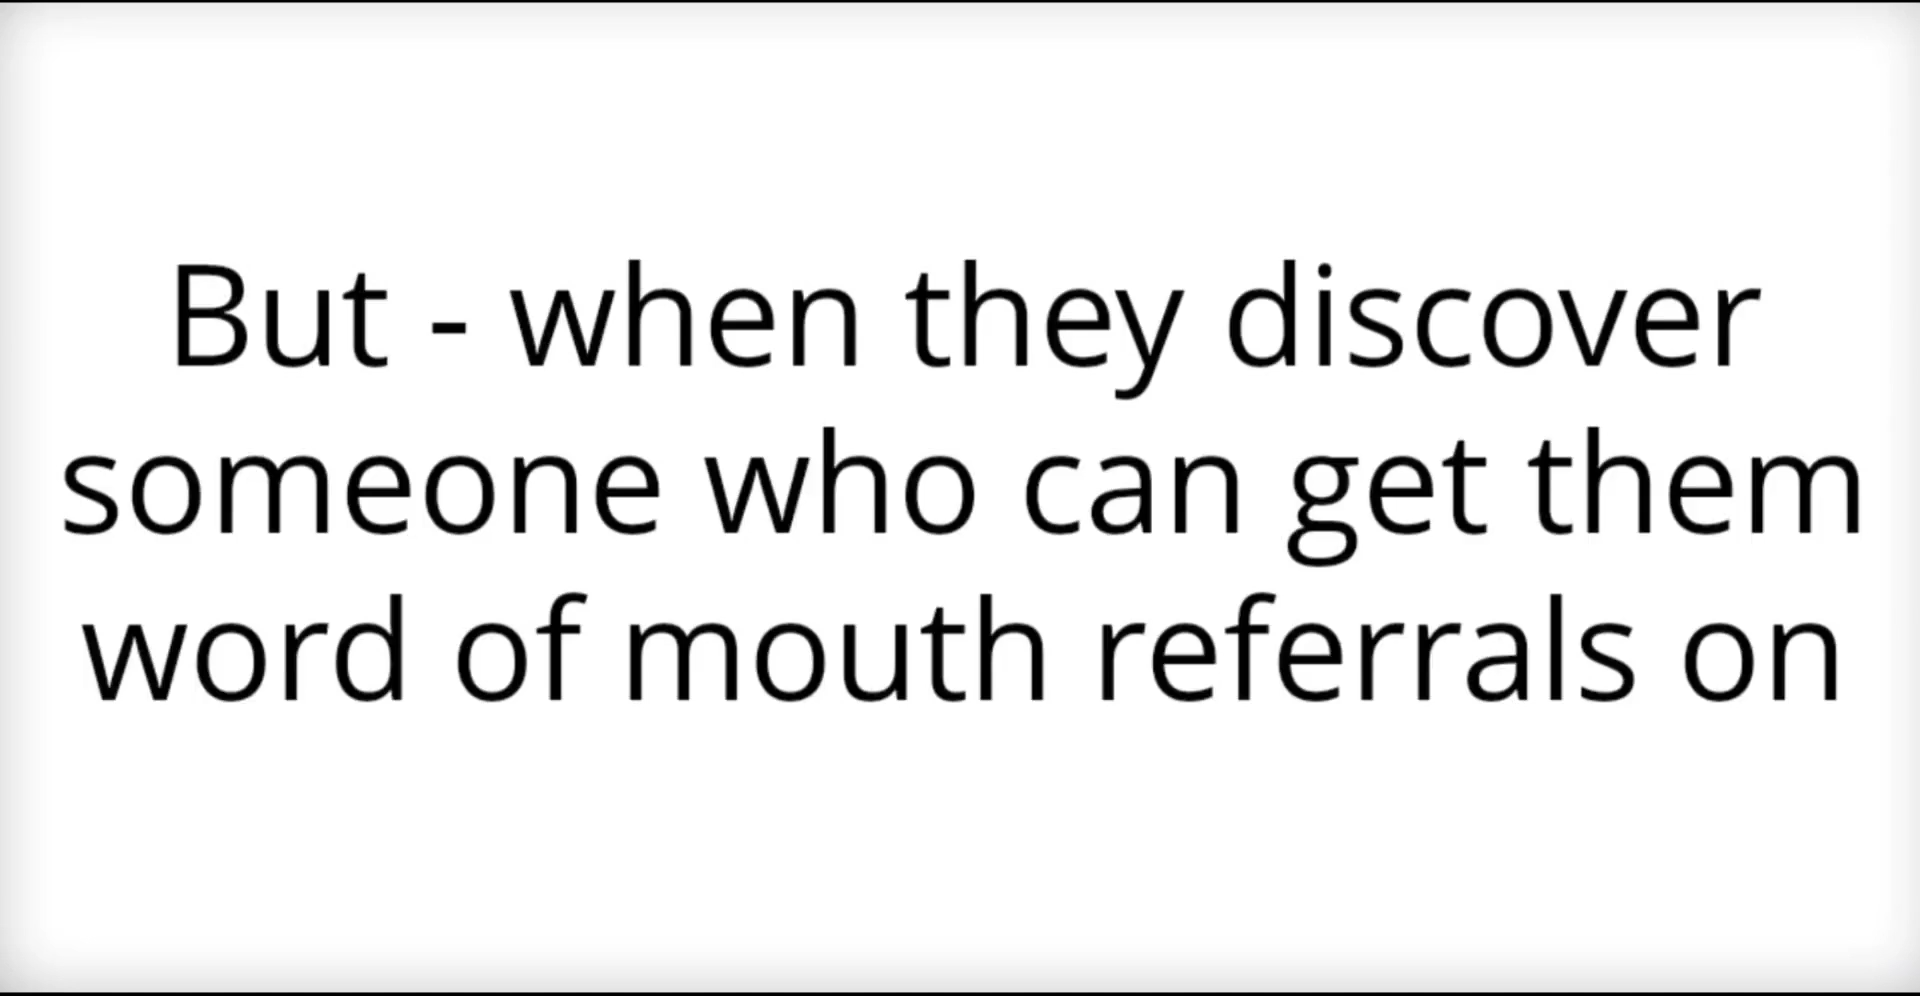 But - when they discover
someone who can get them
word of mouth referrals on